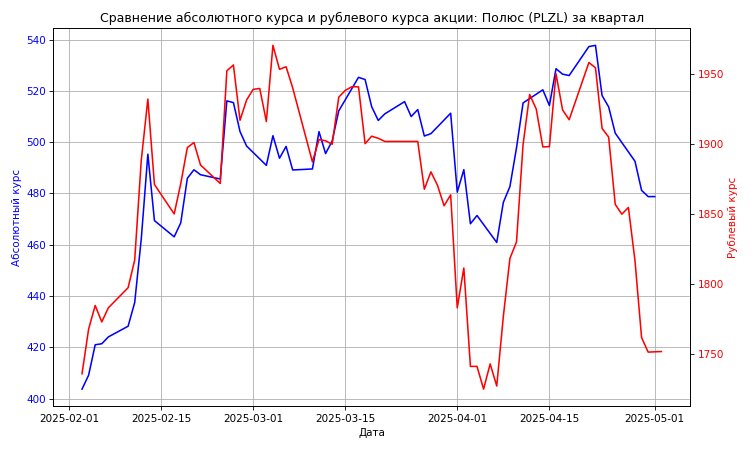 Сравнение абсолютного курса и рублевого курса акции: Полюс (PLZL) за квартал
540
520
500
480
460
440
420
400
Абсолютный курс
1950
1900
1850
1800
1750
Рублевый курс
2025-02-01 2025-02-15 2025-03-01 2025-03-15 2025-04-01 2025-04-15 2025-05-01
Дата